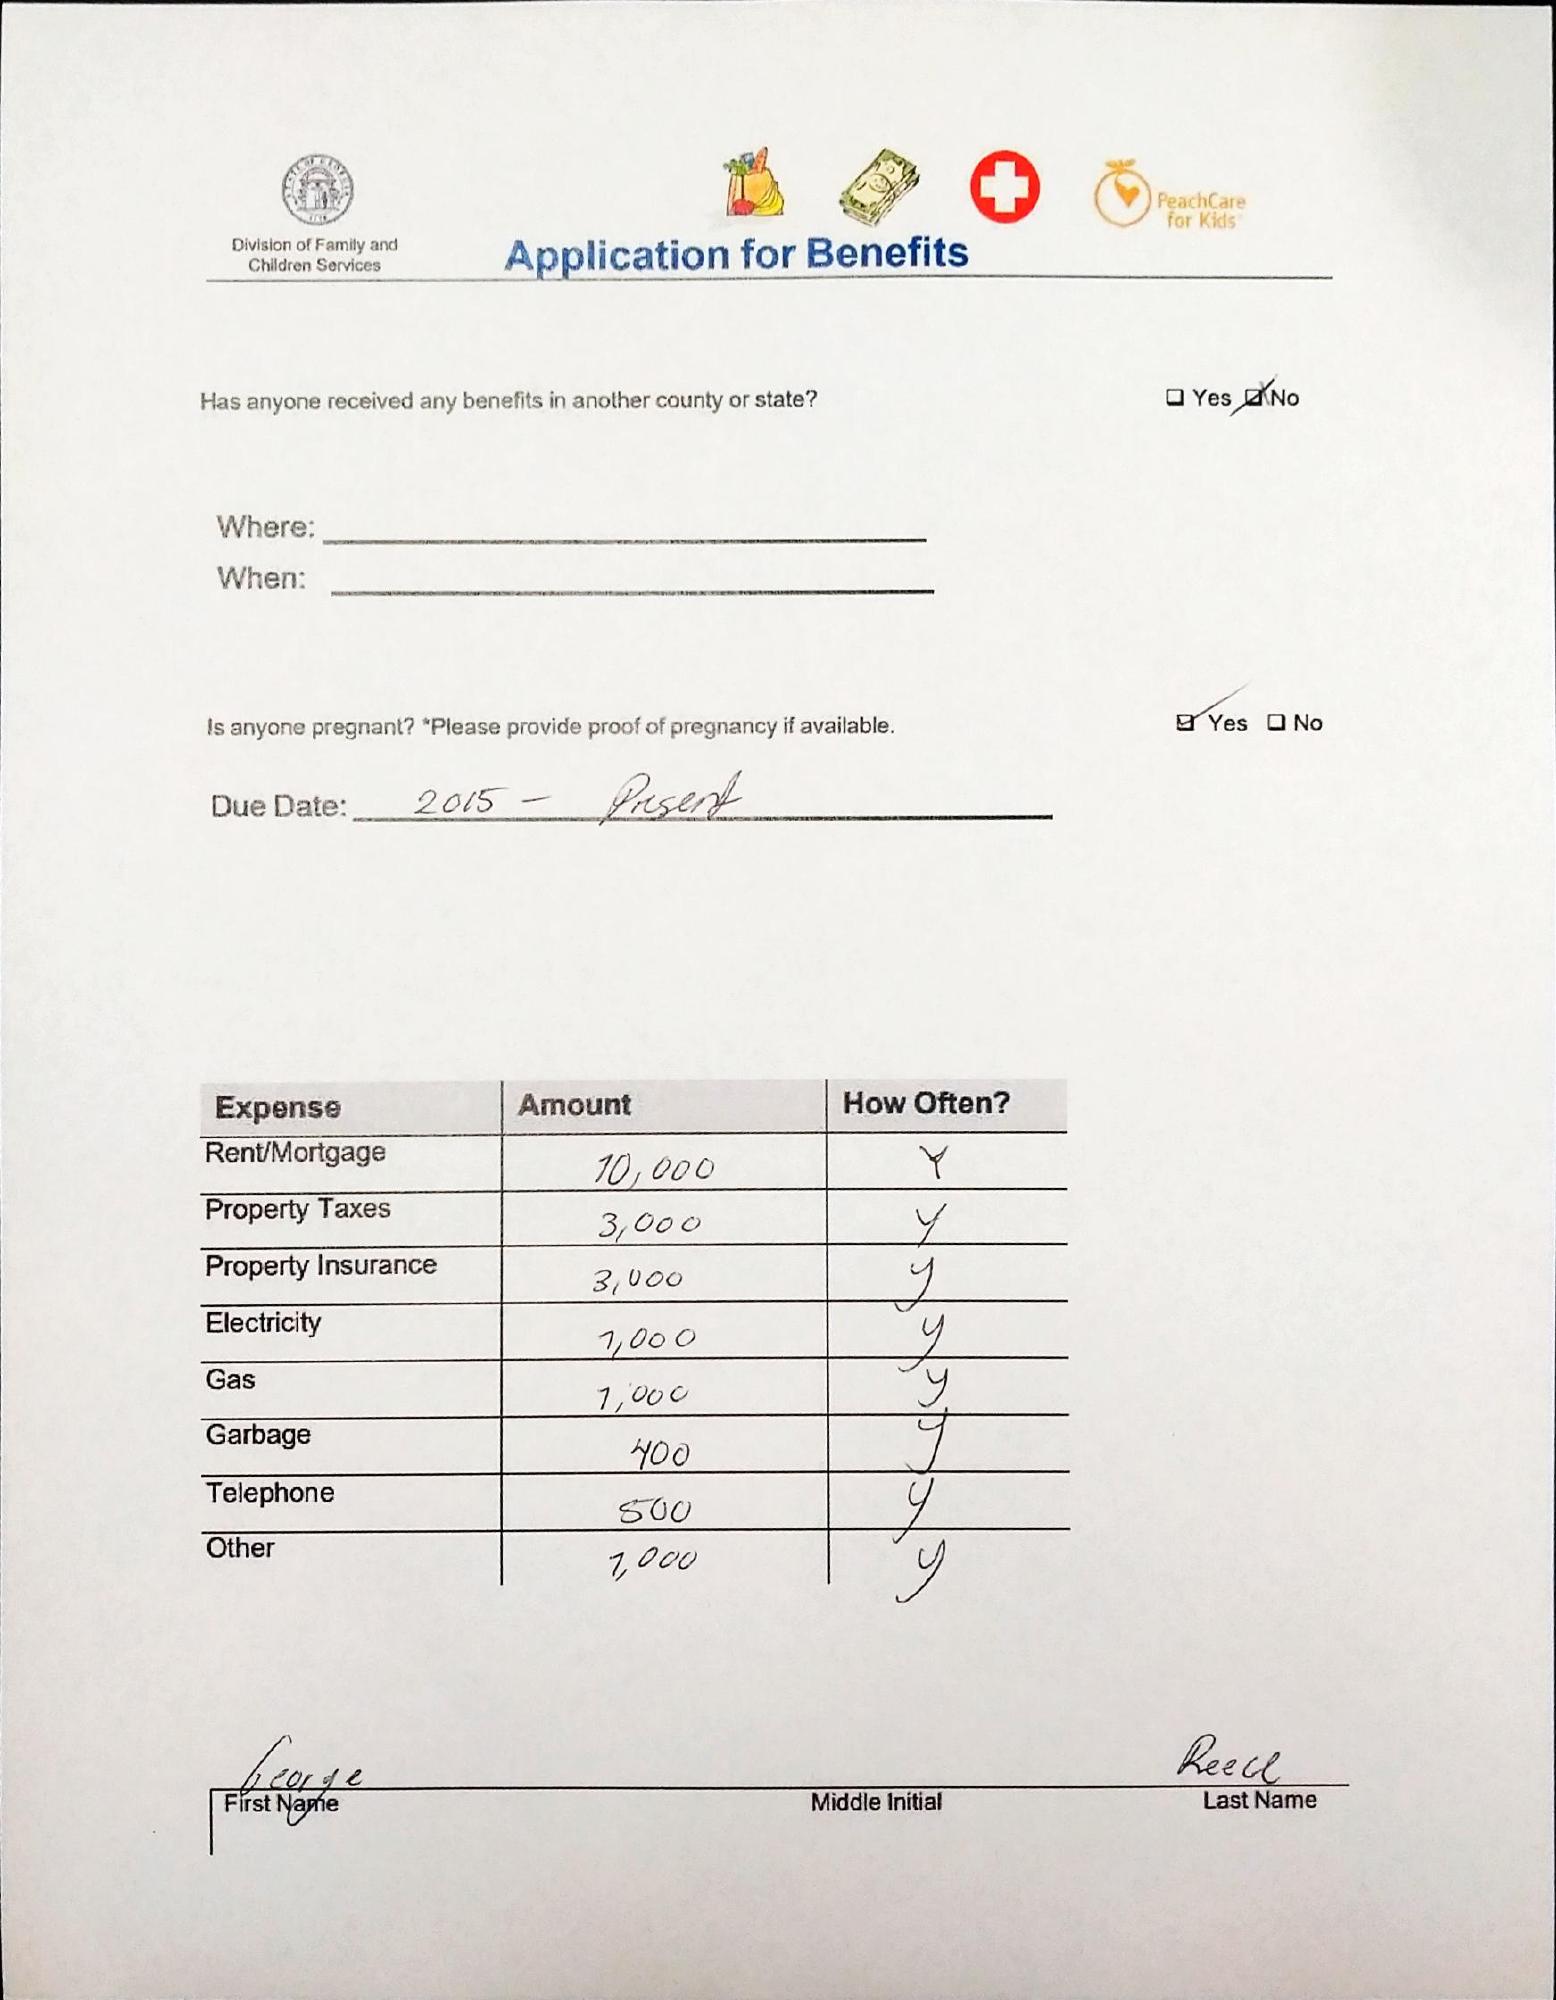 STATE OF GEORGIA
1776
Division of Family and
Children Services
Application for Benefits
PeachCare
for Kids
Has anyone received any benefits in another county or state? Yes No
Where:
When:
Is anyone pregnant? *Please provide proof of pregnancy if available. Yes No
Due Date: 2015 - Present
Expense Amount How Often?
Rent/Mortgage 10,000 Y
Property Taxes 3,000 y
Property Insurance 3,000 y
Electricity 1,000 y
Gas 1,000 y
Garbage 400 y
Telephone 500 y
Other 1,000 y
George
First Name Middle Initial Last Name